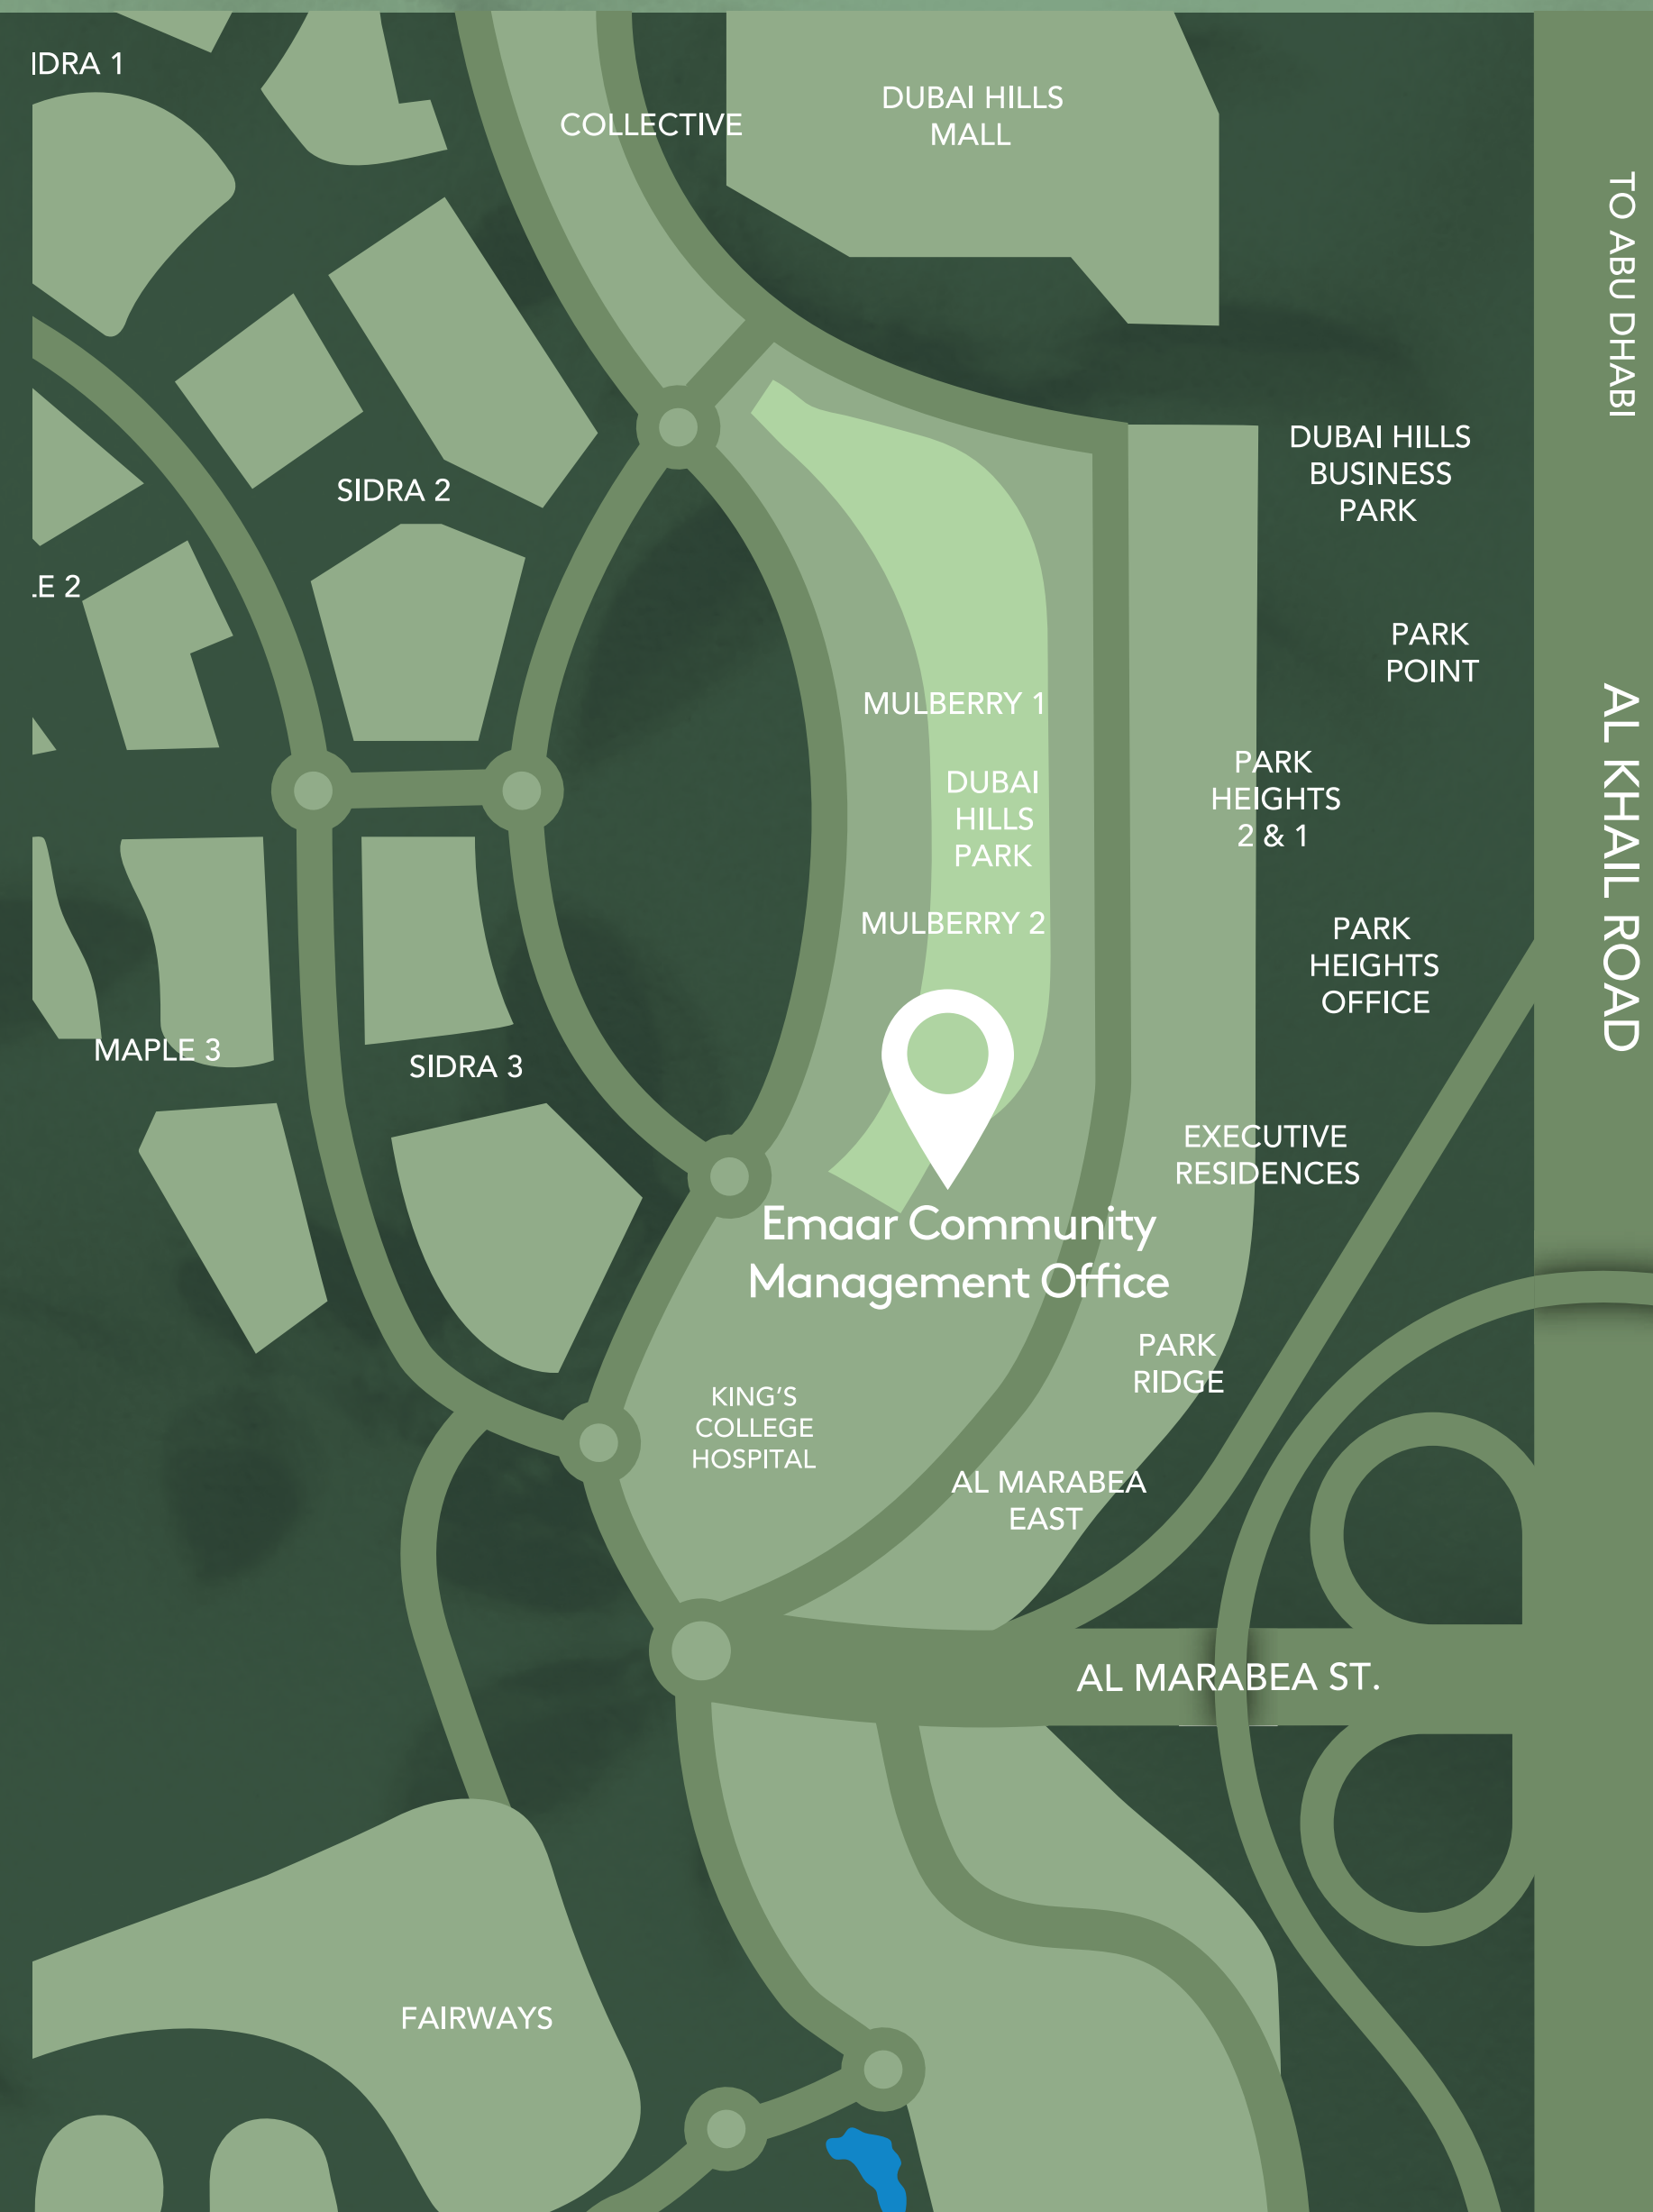 IDRA 1
COLLECTIVE
DUBAI HILLS
MALL
TO ABU DHABI
DUBAI HILLS
BUSINESS
PARK
SIDRA 2
.E 2
PARK
POINT
MULBERRY 1
AL KHAIL ROAD
PARK
HEIGHTS
2 & 1
DUBAI
HILLS
PARK
MULBERRY 2
PARK
HEIGHTS
OFFICE
MAPLE 3
SIDRA 3
EXECUTIVE
RESIDENCES
Emaar Community
Management Office
PARK
RIDGE
KING'S
COLLEGE
HOSPITAL
AL MARABEA
EAST
AL MARABEA ST.
FAIRWAYS